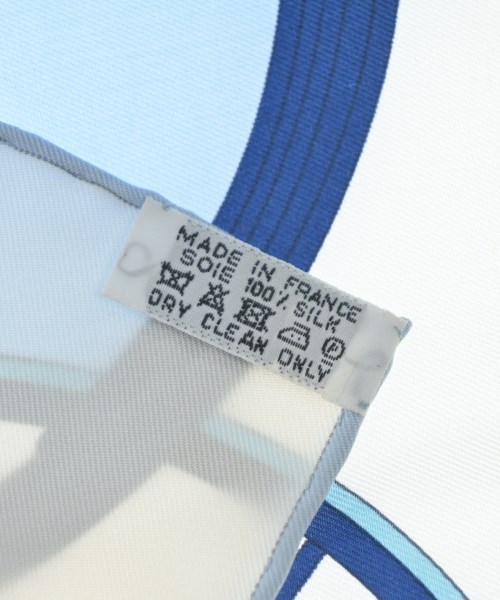 MADE IN FRANCE
SOIE 100% SILK
P
DRY CLEAN ONLY